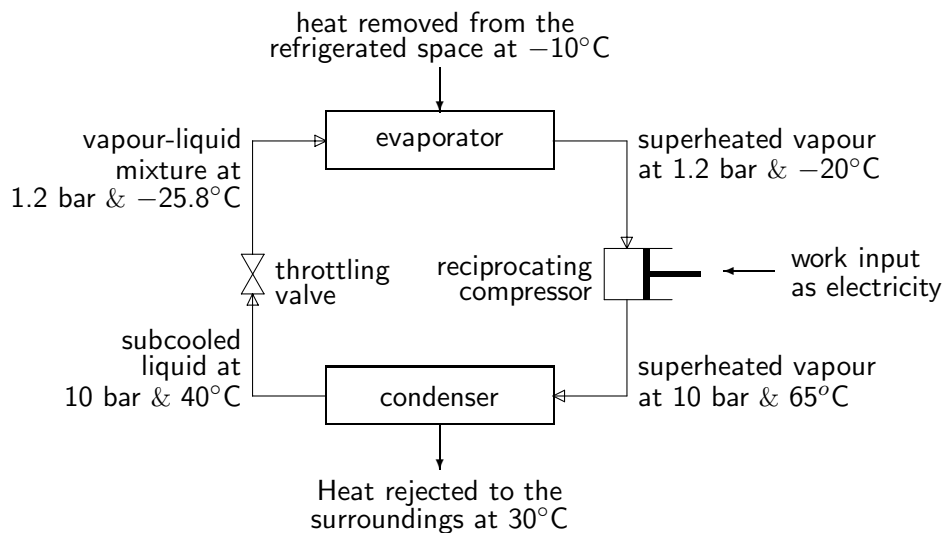 heat removed from the
refrigerated space at −10°C
evaporator
vapour-liquid
mixture at
1.2 bar & −25.8°C
superheated vapour
at 1.2 bar & −20°C
throttling
valve
reciprocating
compressor
work input
as electricity
subcooled
liquid at
10 bar & 40°C
condenser
superheated vapour
at 10 bar & 65°C
Heat rejected to the
surroundings at 30°C